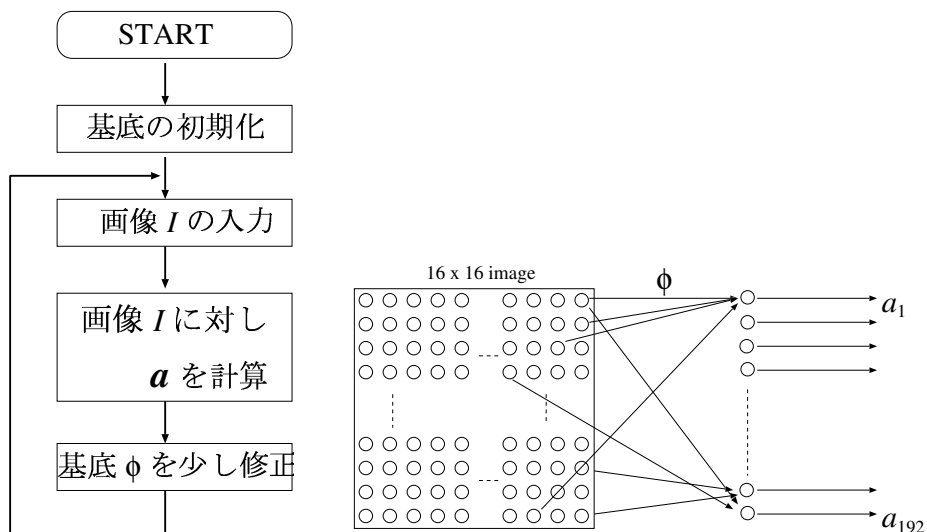 START
基底の初期化
画像 I の入力
画像 I に対し
a を計算
基底 φ を少し修正
16 x 16 image
φ
a1
a192